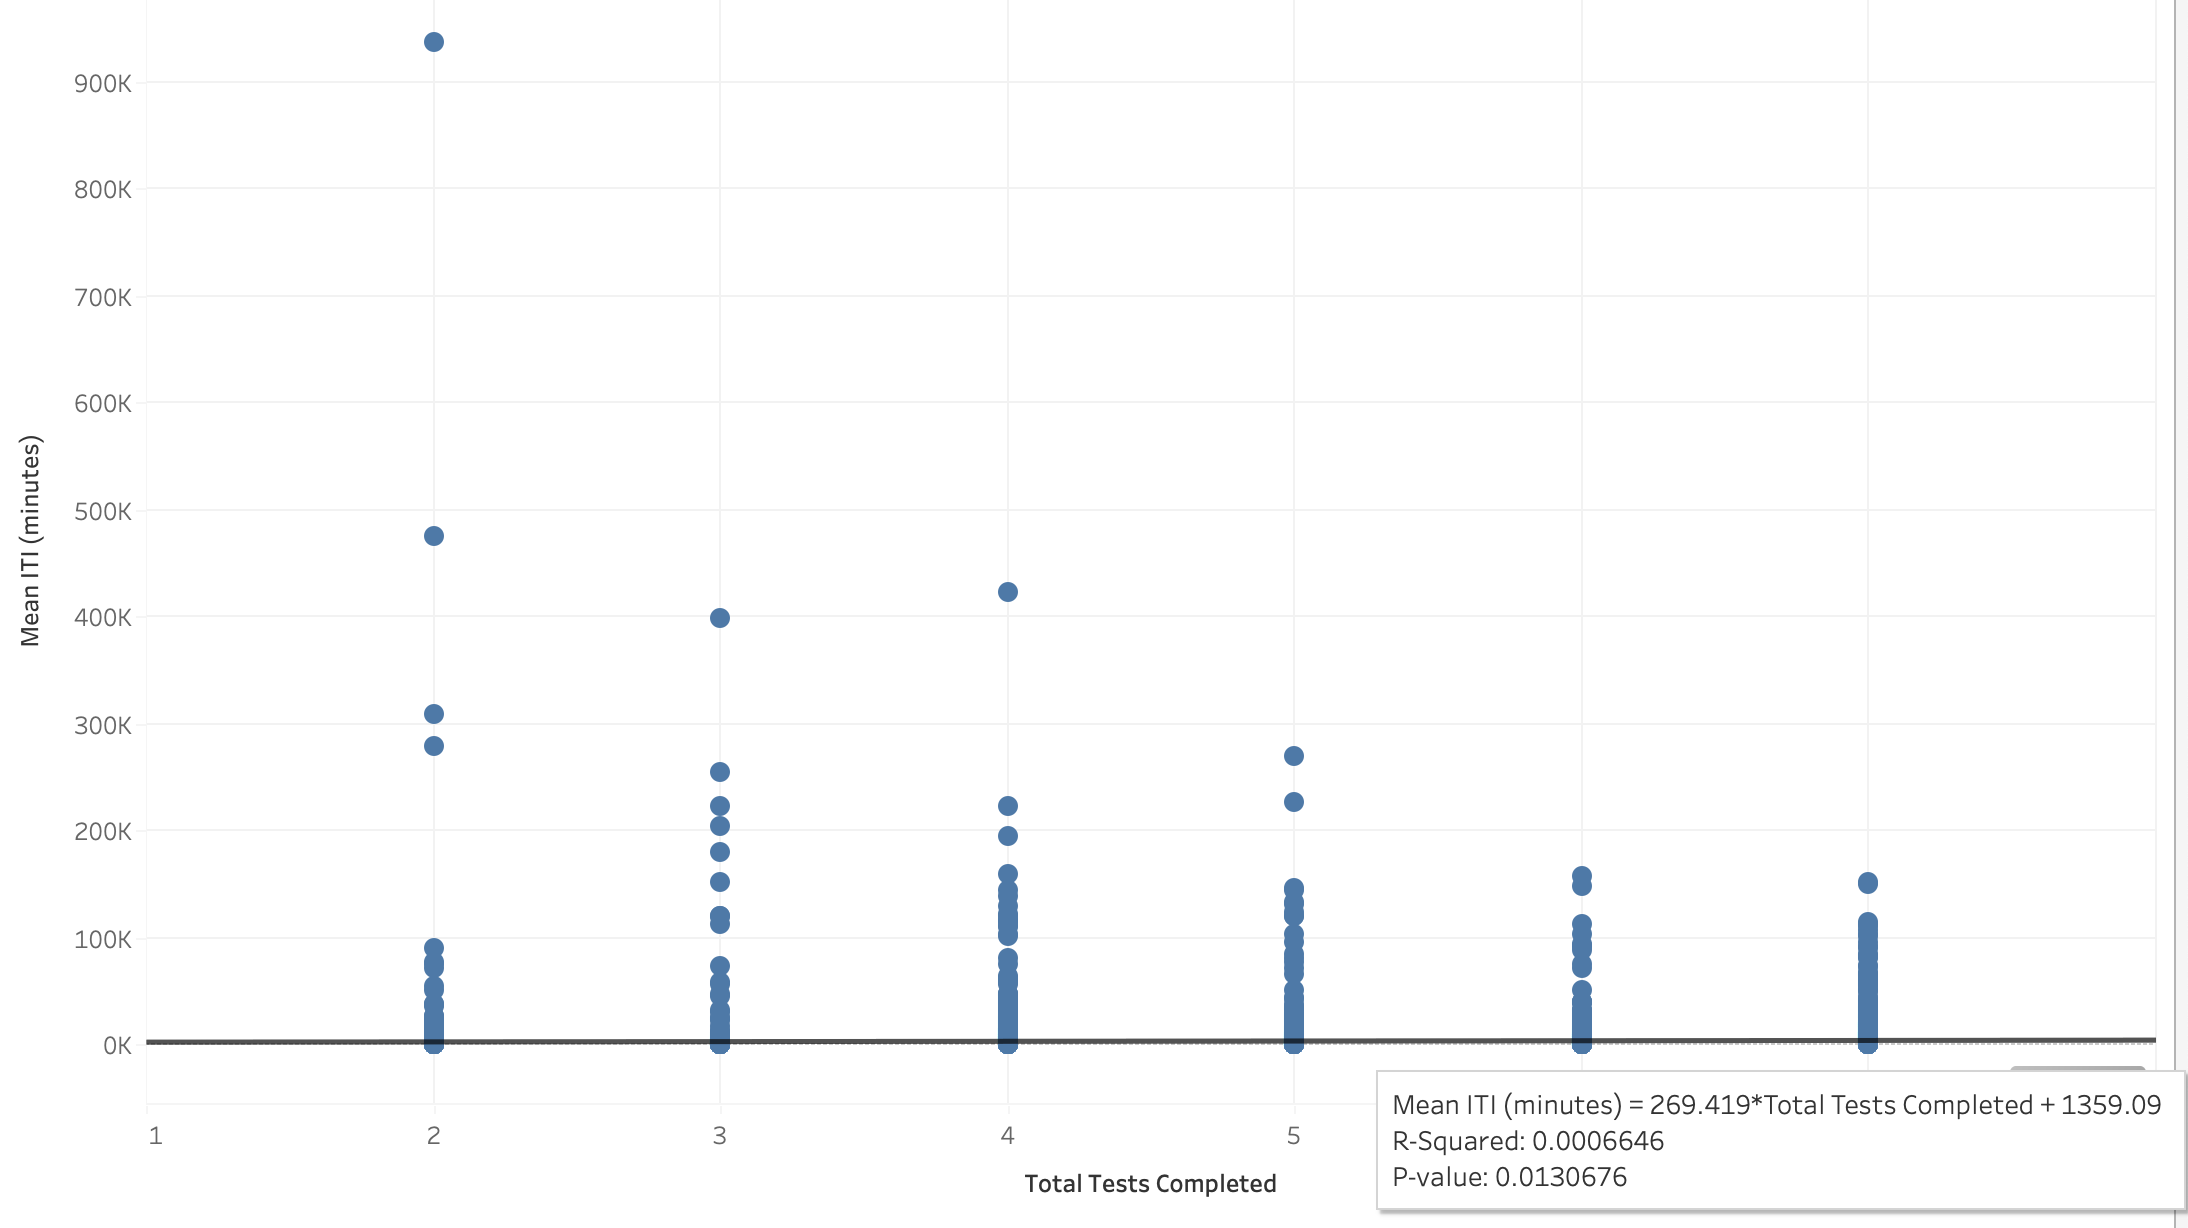 900K
800K
700K
600K
500K
400K
300K
200K
100K
0K
Mean ITI (minutes)
1 2 3 4 5
Total Tests Completed
Mean ITI (minutes) = 269.419*Total Tests Completed + 1359.09
R-Squared: 0.0006646
P-value: 0.0130676